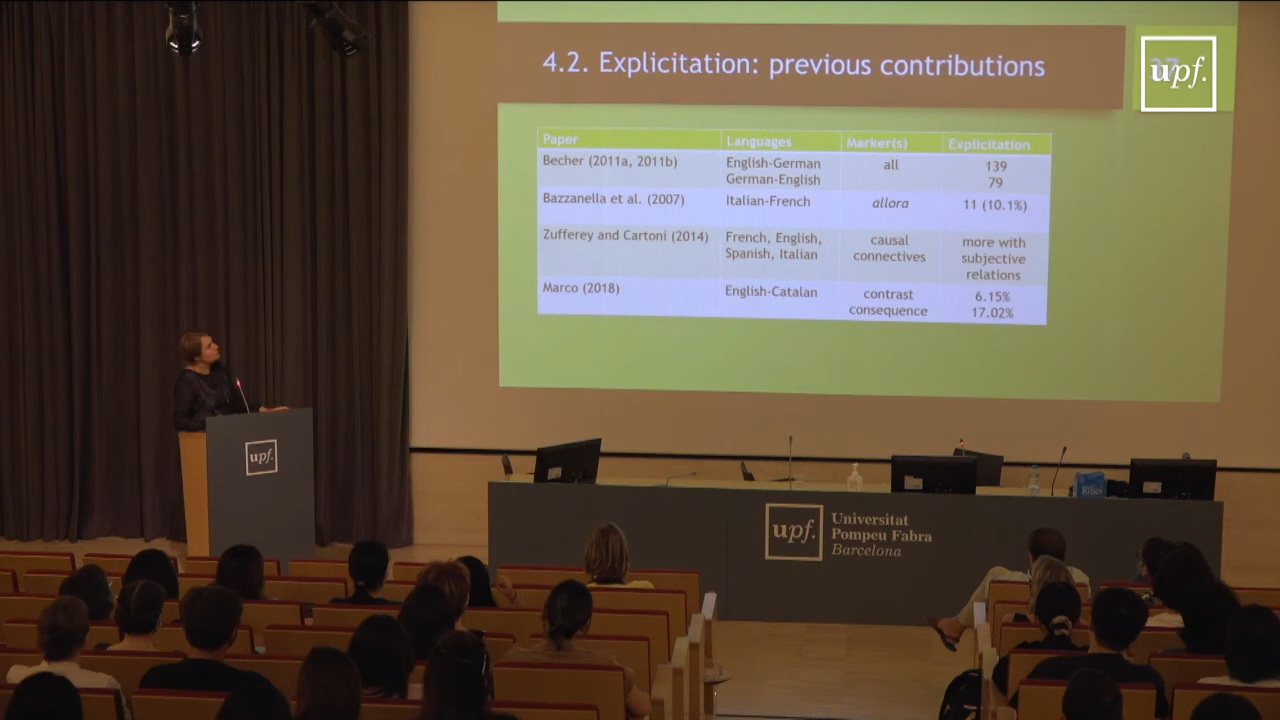 4.2. Explicitation: previous contributions
upf.
Paper Languages Marker(s) Explicitation
Becher (2011a, 2011b) English-German all 139
German-English 79
Bazzanella et al. (2007) Italian-French allora 11 (10.1%)
Zufferey and Cartoni (2014) French, English, causal more with
Spanish, Italian connectives subjective
relations
Marco (2018) English-Catalan contrast 6.15%
consequence 17.02%
upf.
upf. Universitat
Pompeu Fabra
Barcelona